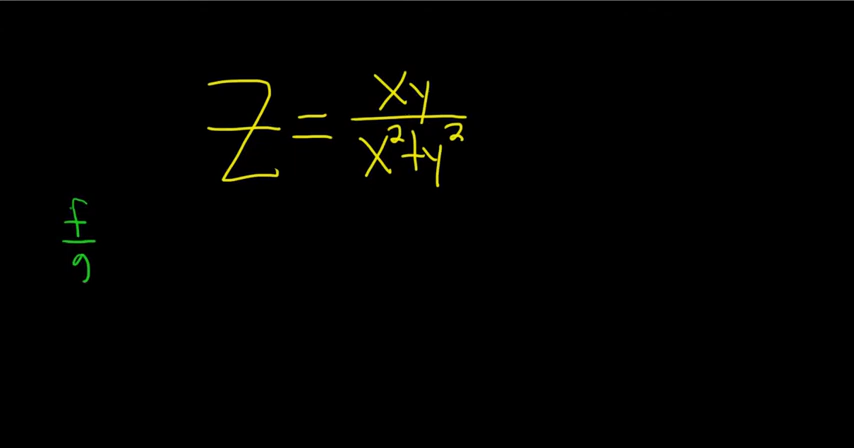 Z = xy / x² + y²
f / g